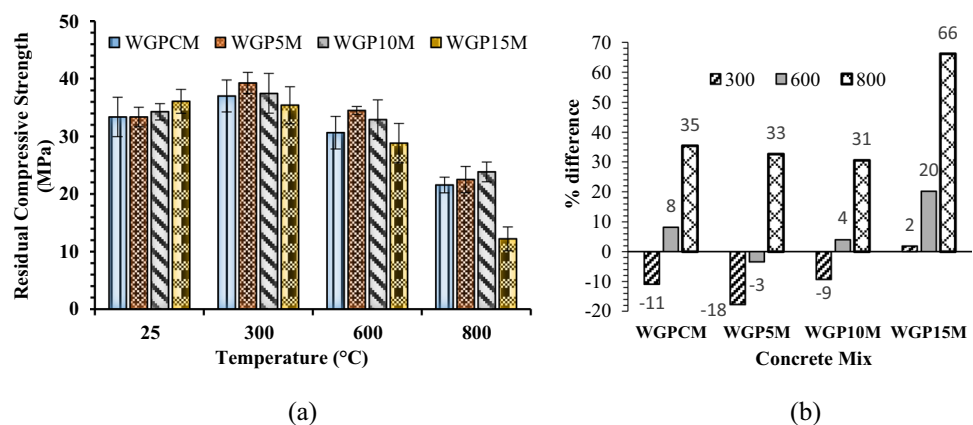 50
40
30
20
10
0
Residual Compressive Strength
(MPa)
WGPCM WGP5M WGP10M WGP15M
25 300 600 800
Temperature (°C)
(a)
70
60
50
40
30
20
10
0
-10
-20
% difference
300 600 800
-11 8 35
-18 -3 33
-9 4 31
2 20 66
WGPCM WGP5M WGP10M WGP15M
Concrete Mix
(b)